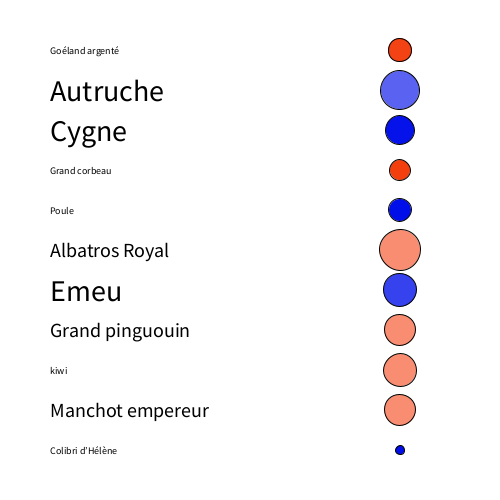 Goéland argenté
Autruche
Cygne
Grand corbeau
Poule
Albatros Royal
Emeu
Grand pinguouin
kiwi
Manchot empereur
Colibri d'Hélène